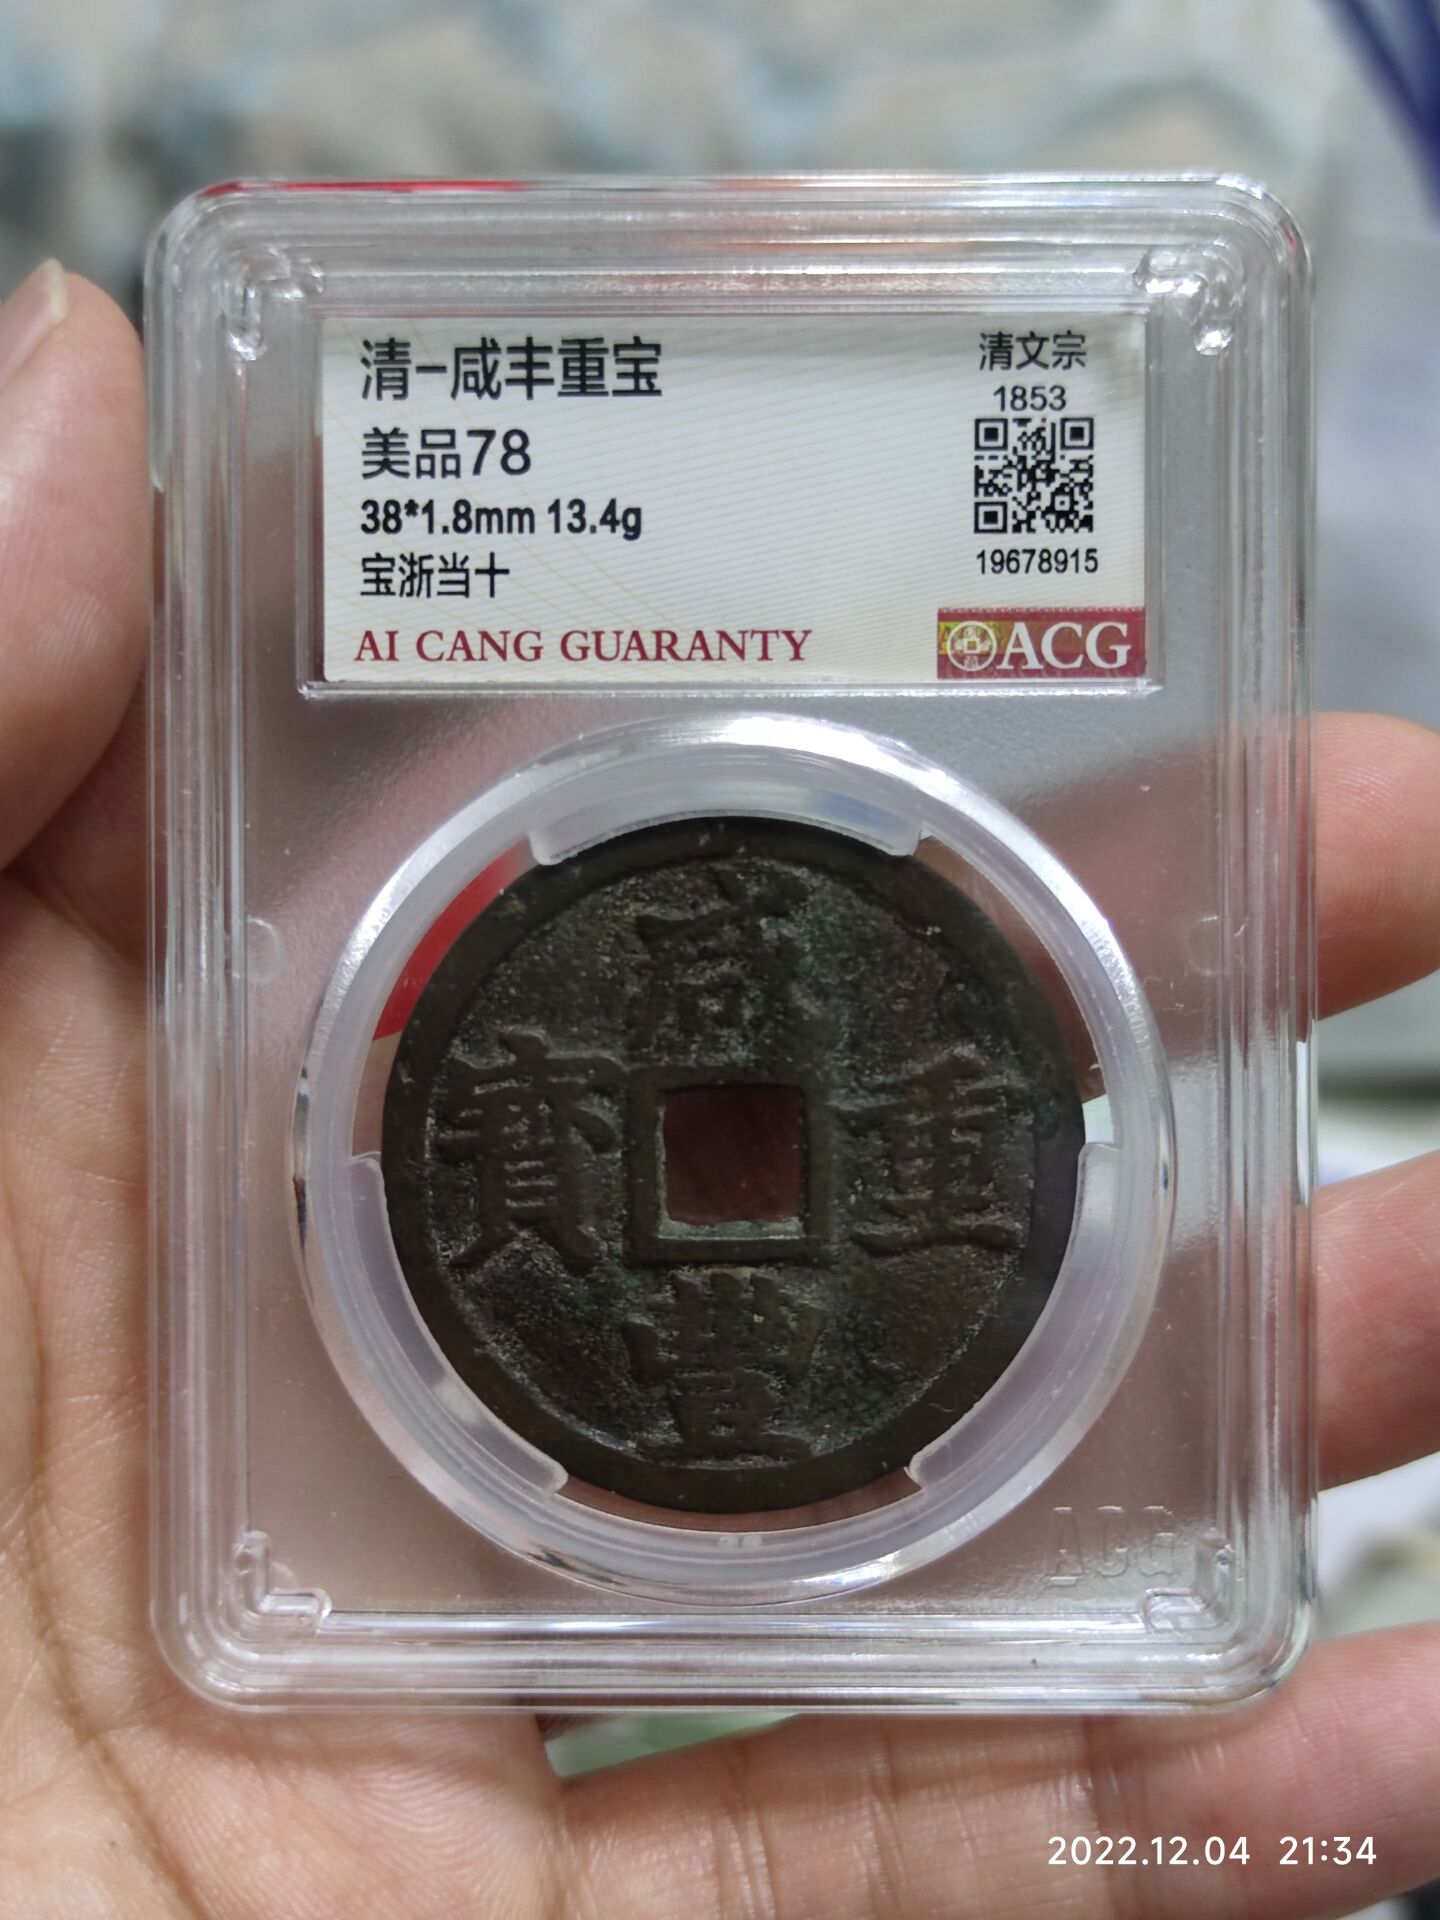 清-咸丰重宝
美品78
38*1.8mm 13.4g
宝浙当十
清文宗
1853
19678915
AI CANG GUARANTY
ACG
咸
寶 重
豐
ACG
2022.12.04 21:34